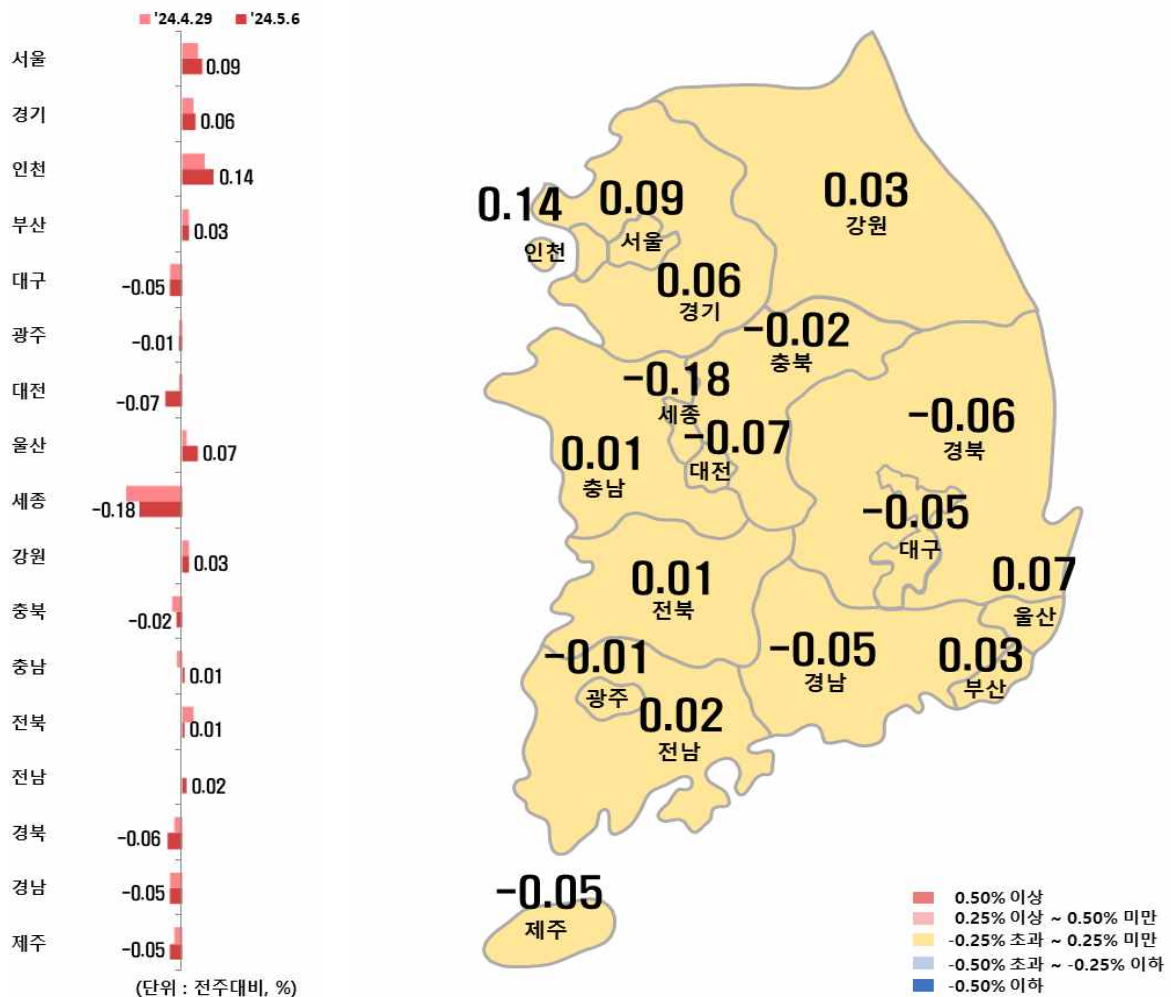 '24.4.29 '24.5.6
서울 0.09
경기 0.06
인천 0.14
부산 0.03
대구 -0.05
광주 -0.01
대전 -0.07
울산 0.07
세종 -0.18
강원 0.03
충북 -0.02
충남 0.01
전북 0.01
전남 0.02
경북 -0.06
경남 -0.05
제주 -0.05
(단위 : 전주대비, %)
0.14
인천
0.09
서울
0.03
강원
0.06
경기
-0.02
충북
-0.18
세종
-0.07
대전
-0.06
경북
0.01
충남
-0.05
대구
0.07
울산
0.01
전북
-0.05
경남
0.03
부산
-0.01
광주
0.02
전남
-0.05
제주
0.50% 이상
0.25% 이상 ~ 0.50% 미만
-0.25% 초과 ~ 0.25% 미만
-0.50% 초과 ~ -0.25% 이하
-0.50% 이하